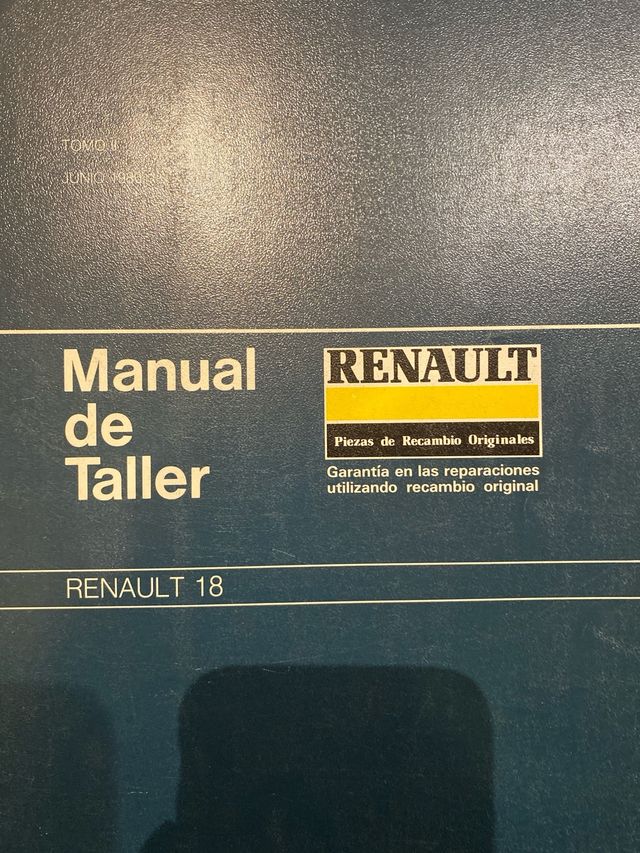 TOMO II
JUNIO 1980
Manual
de
Taller
RENAULT
Piezas de Recambio Originales
Garantía en las reparaciones
utilizando recambio original
RENAULT 18